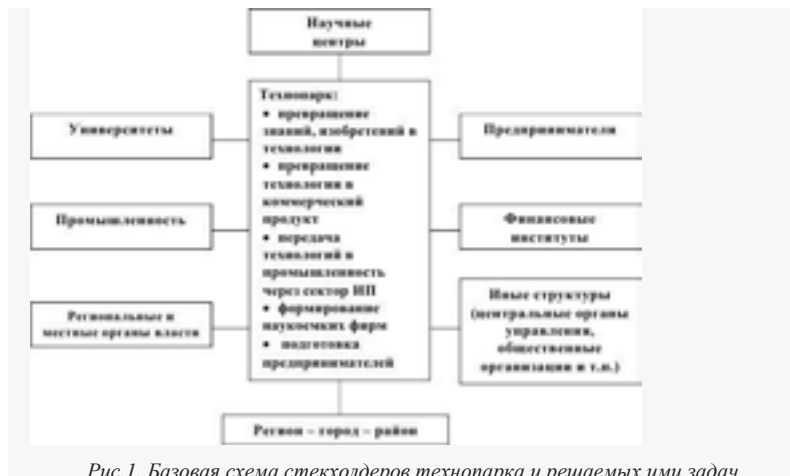 Научные
центры
Технопарк:
• превращение
знаний, изобретений в
технологии
• превращение
технологии в
коммерческий
продукт
• передача
технологий в
промышленность
через сектор ИП
• формирование
наукоемких фирм
• подготовка
предпринимателей
Университеты
Промышленность
Региональные и
местные органы власти
Предприниматели
Финансовые
институты
Иные структуры
(центральные органы
управления,
общественные
организации и т.п.)
Регион – город – район
Рис.1. Базовая схема стекхолдеров технопарка и решаемых ими задач